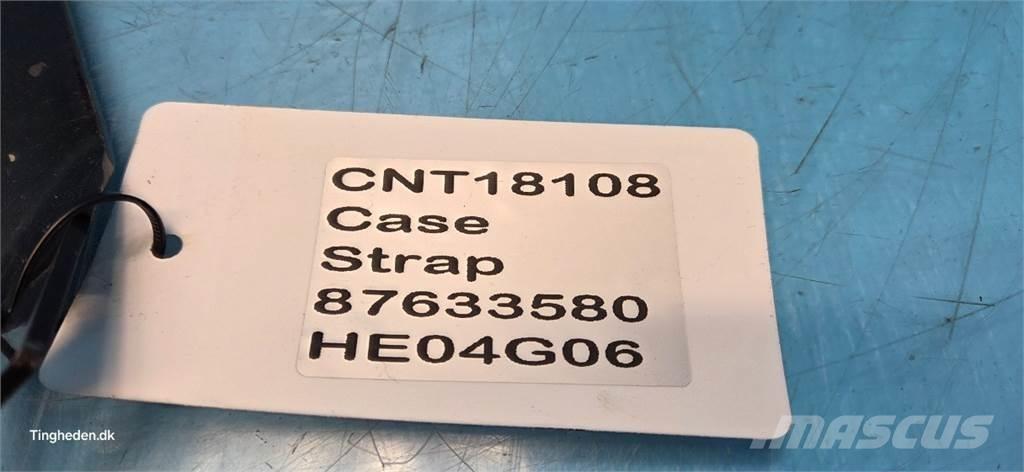 CNT18108
Case
Strap
87633580
HE04G06
Tingheden.dk
MASCUS